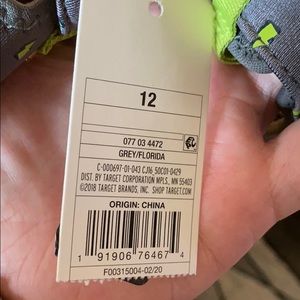 12
077 03 4472
GREY/FLORIDA
C-000697-01-043 CJ16 50C01-0429
DIST. BY TARGET CORPORATION MPLS, MN 55403
©2018 TARGET BRANDS, INC. SHOP TARGET.COM
ORIGIN: CHINA
1 91906 76467 4
F00315004-02/20